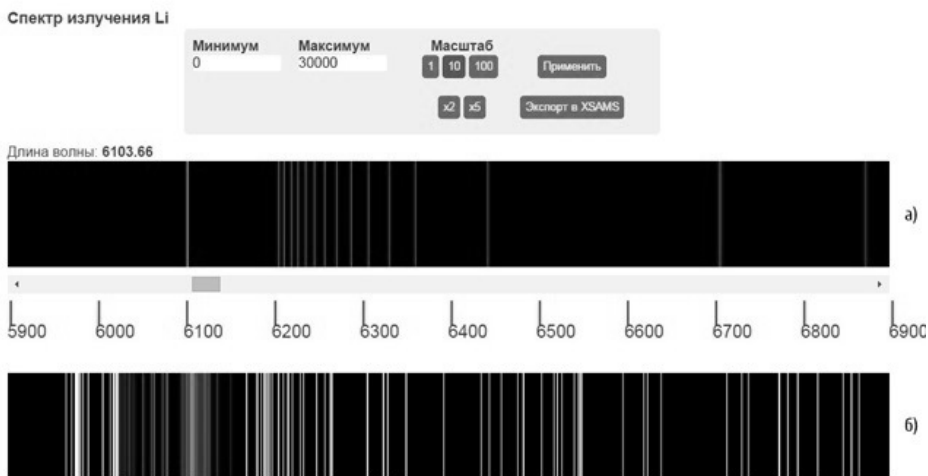 Спектр излучения Li
Минимум Максимум Масштаб
0 30000 1 10 100 Применить
x2 x5 Экспорт в XSAMS
Длина волны: 6103.66
а)
5900 6000 6100 6200 6300 6400 6500 6600 6700 6800 6900
б)